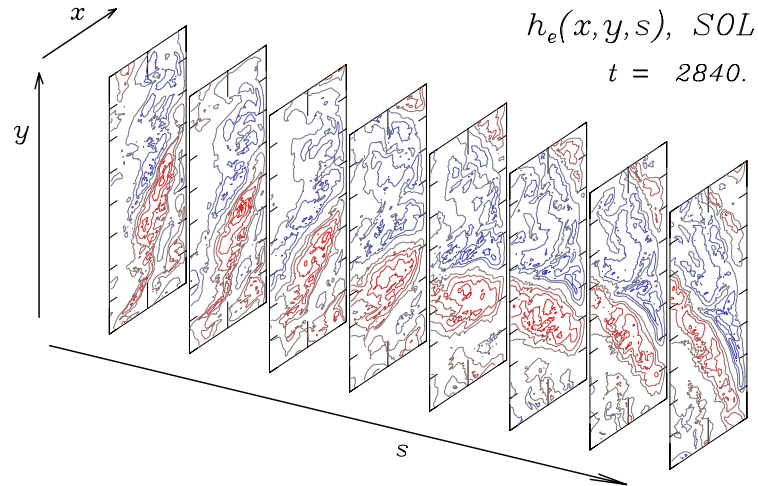 x
h_e(x,y,s), SOL
t = 2840.
y
s